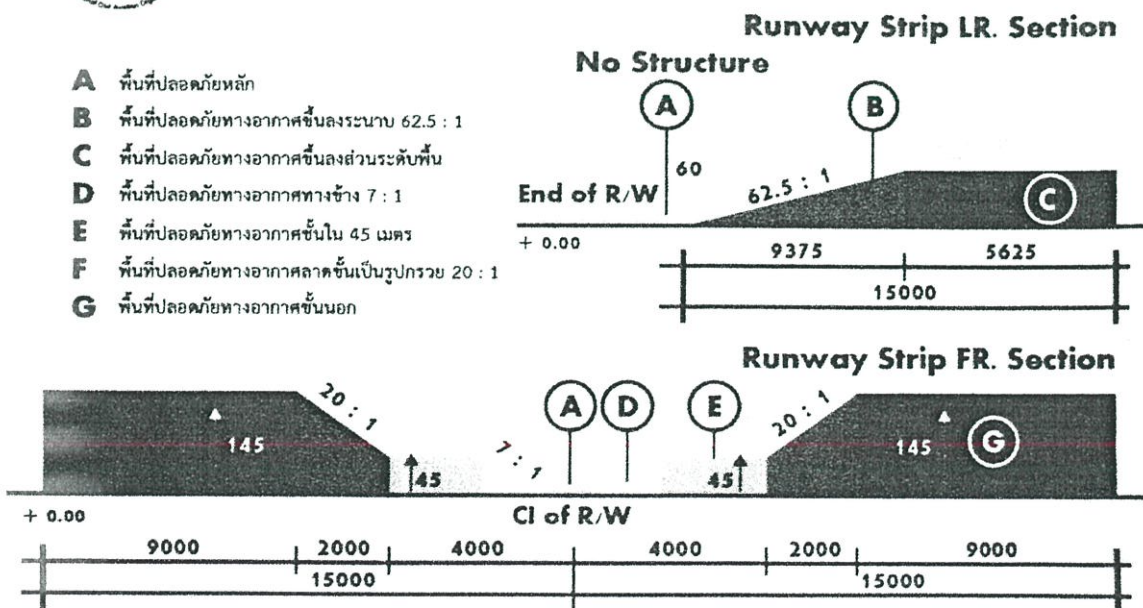 Runway Strip LR. Section
No Structure
A พื้นที่ปลอดภัยหลัก
B พื้นที่ปลอดภัยทางอากาศขึ้นลงระนาบ 62.5 : 1
C พื้นที่ปลอดภัยทางอากาศขึ้นลงส่วนระดับพื้น
D พื้นที่ปลอดภัยทางอากาศทางข้าง 7 : 1
E พื้นที่ปลอดภัยทางอากาศชั้นใน 45 เมตร
F พื้นที่ปลอดภัยทางอากาศลาดขึ้นเป็นรูปกรวย 20 : 1
G พื้นที่ปลอดภัยทางอากาศชั้นนอก
A
B
60
62.5 : 1
End of R/W
C
+ 0.00
9375
5625
15000
Runway Strip FR. Section
20 : 1
A
D
E
20 : 1
145
7 : 1
145
G
45
45
+ 0.00
Cl of R/W
9000
2000
4000
4000
2000
9000
15000
15000